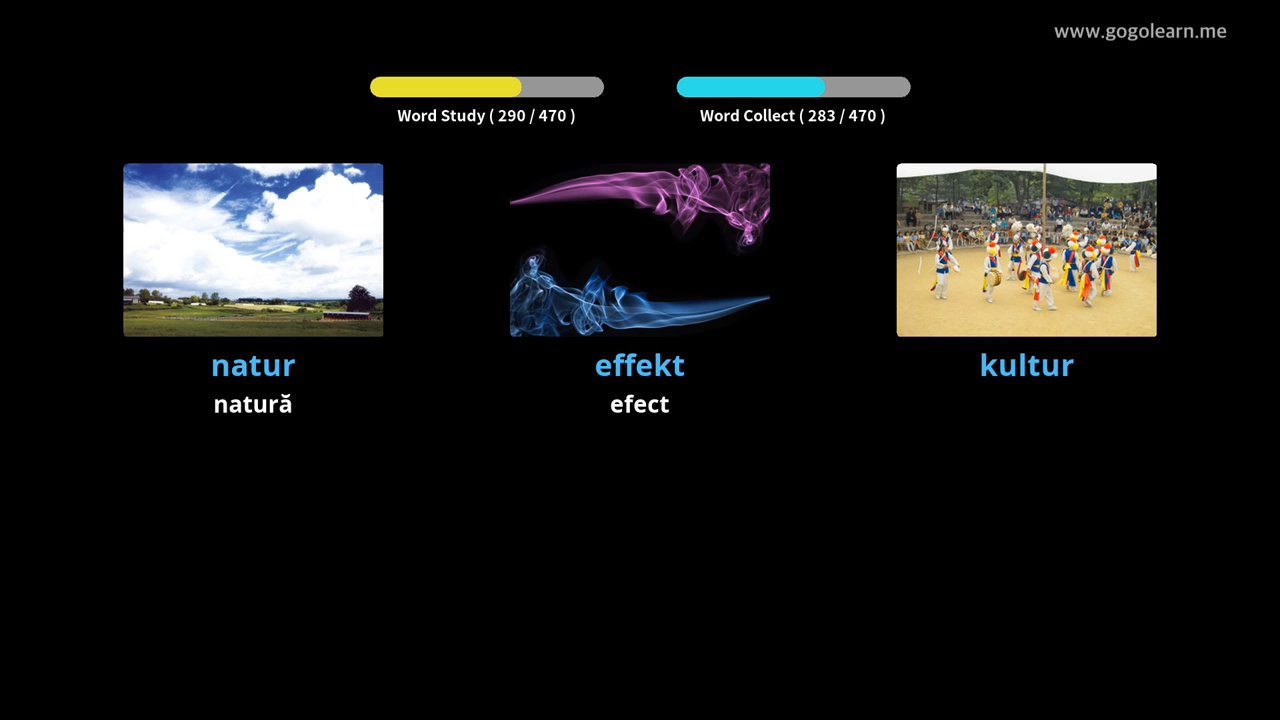 www.gogolearn.me
Word Study ( 290 / 470 )
Word Collect ( 283 / 470 )
natur
effekt
kultur
natură
efect